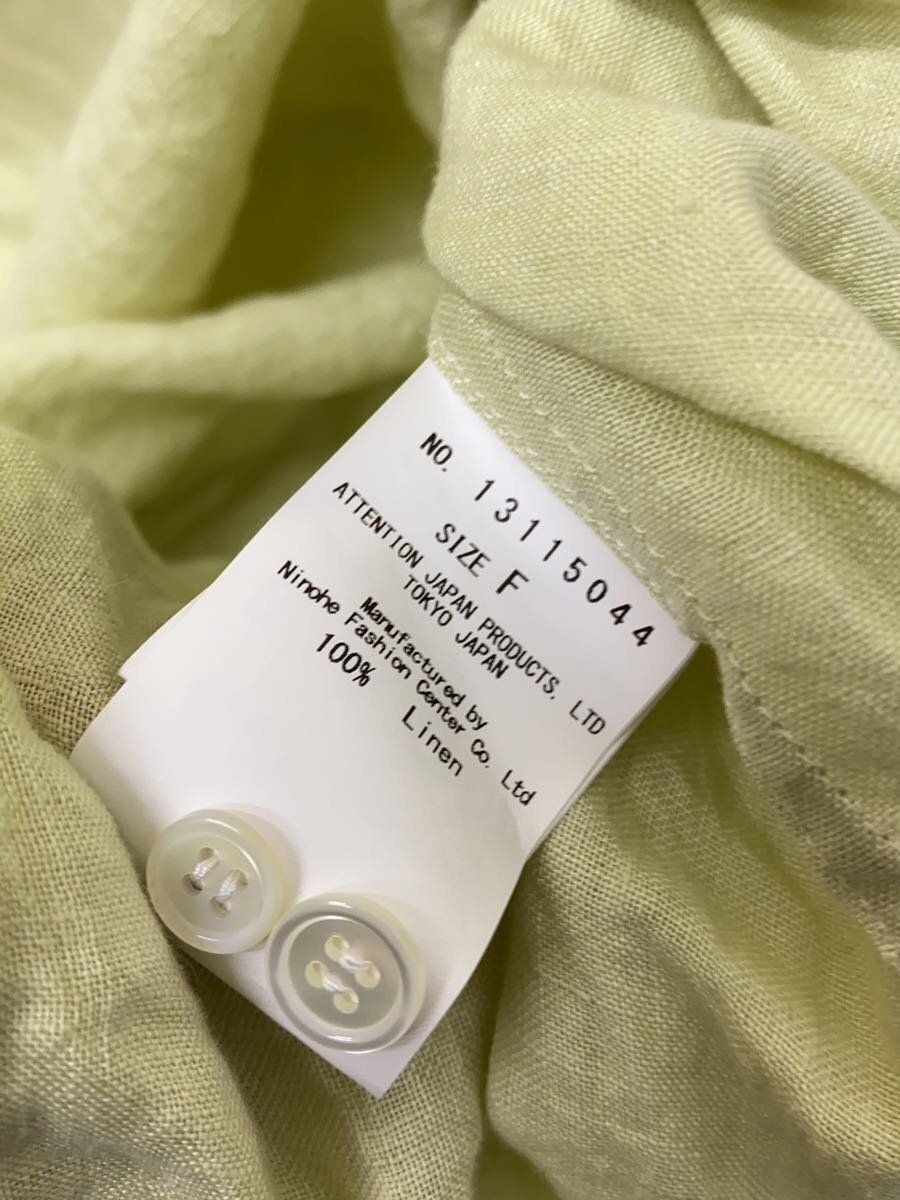 NO. 13115044
SIZE F
ATTENTION JAPAN PRODUCTS. LTD
TOKYO JAPAN
Manufactured by
Ninohe Fashion Center Co. Ltd
100% Linen